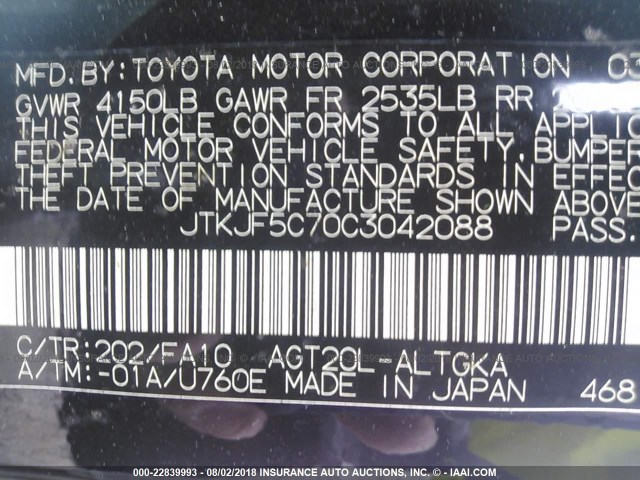 MFD. BY: TOYOTA MOTOR CORPORATION
GVWR 4150LB GAWR FR 2535LB RR
THIS VEHICLE CONFORMS TO ALL APPLIC
FEDERAL MOTOR VEHICLE SAFETY, BUMPER
THEFT PREVENTION STANDARDS IN EFFEC
THE DATE OF MANUFACTURE SHOWN ABOVE
JTKJF5C70C3042088 PASS.
C/TR: 202/FA10 AGT20L-ALTGKA
A/TM: -01A/U760E MADE IN JAPAN 468
000-22839993 - 08/02/2018 INSURANCE AUTO AUCTIONS, INC. - IAAI.COM